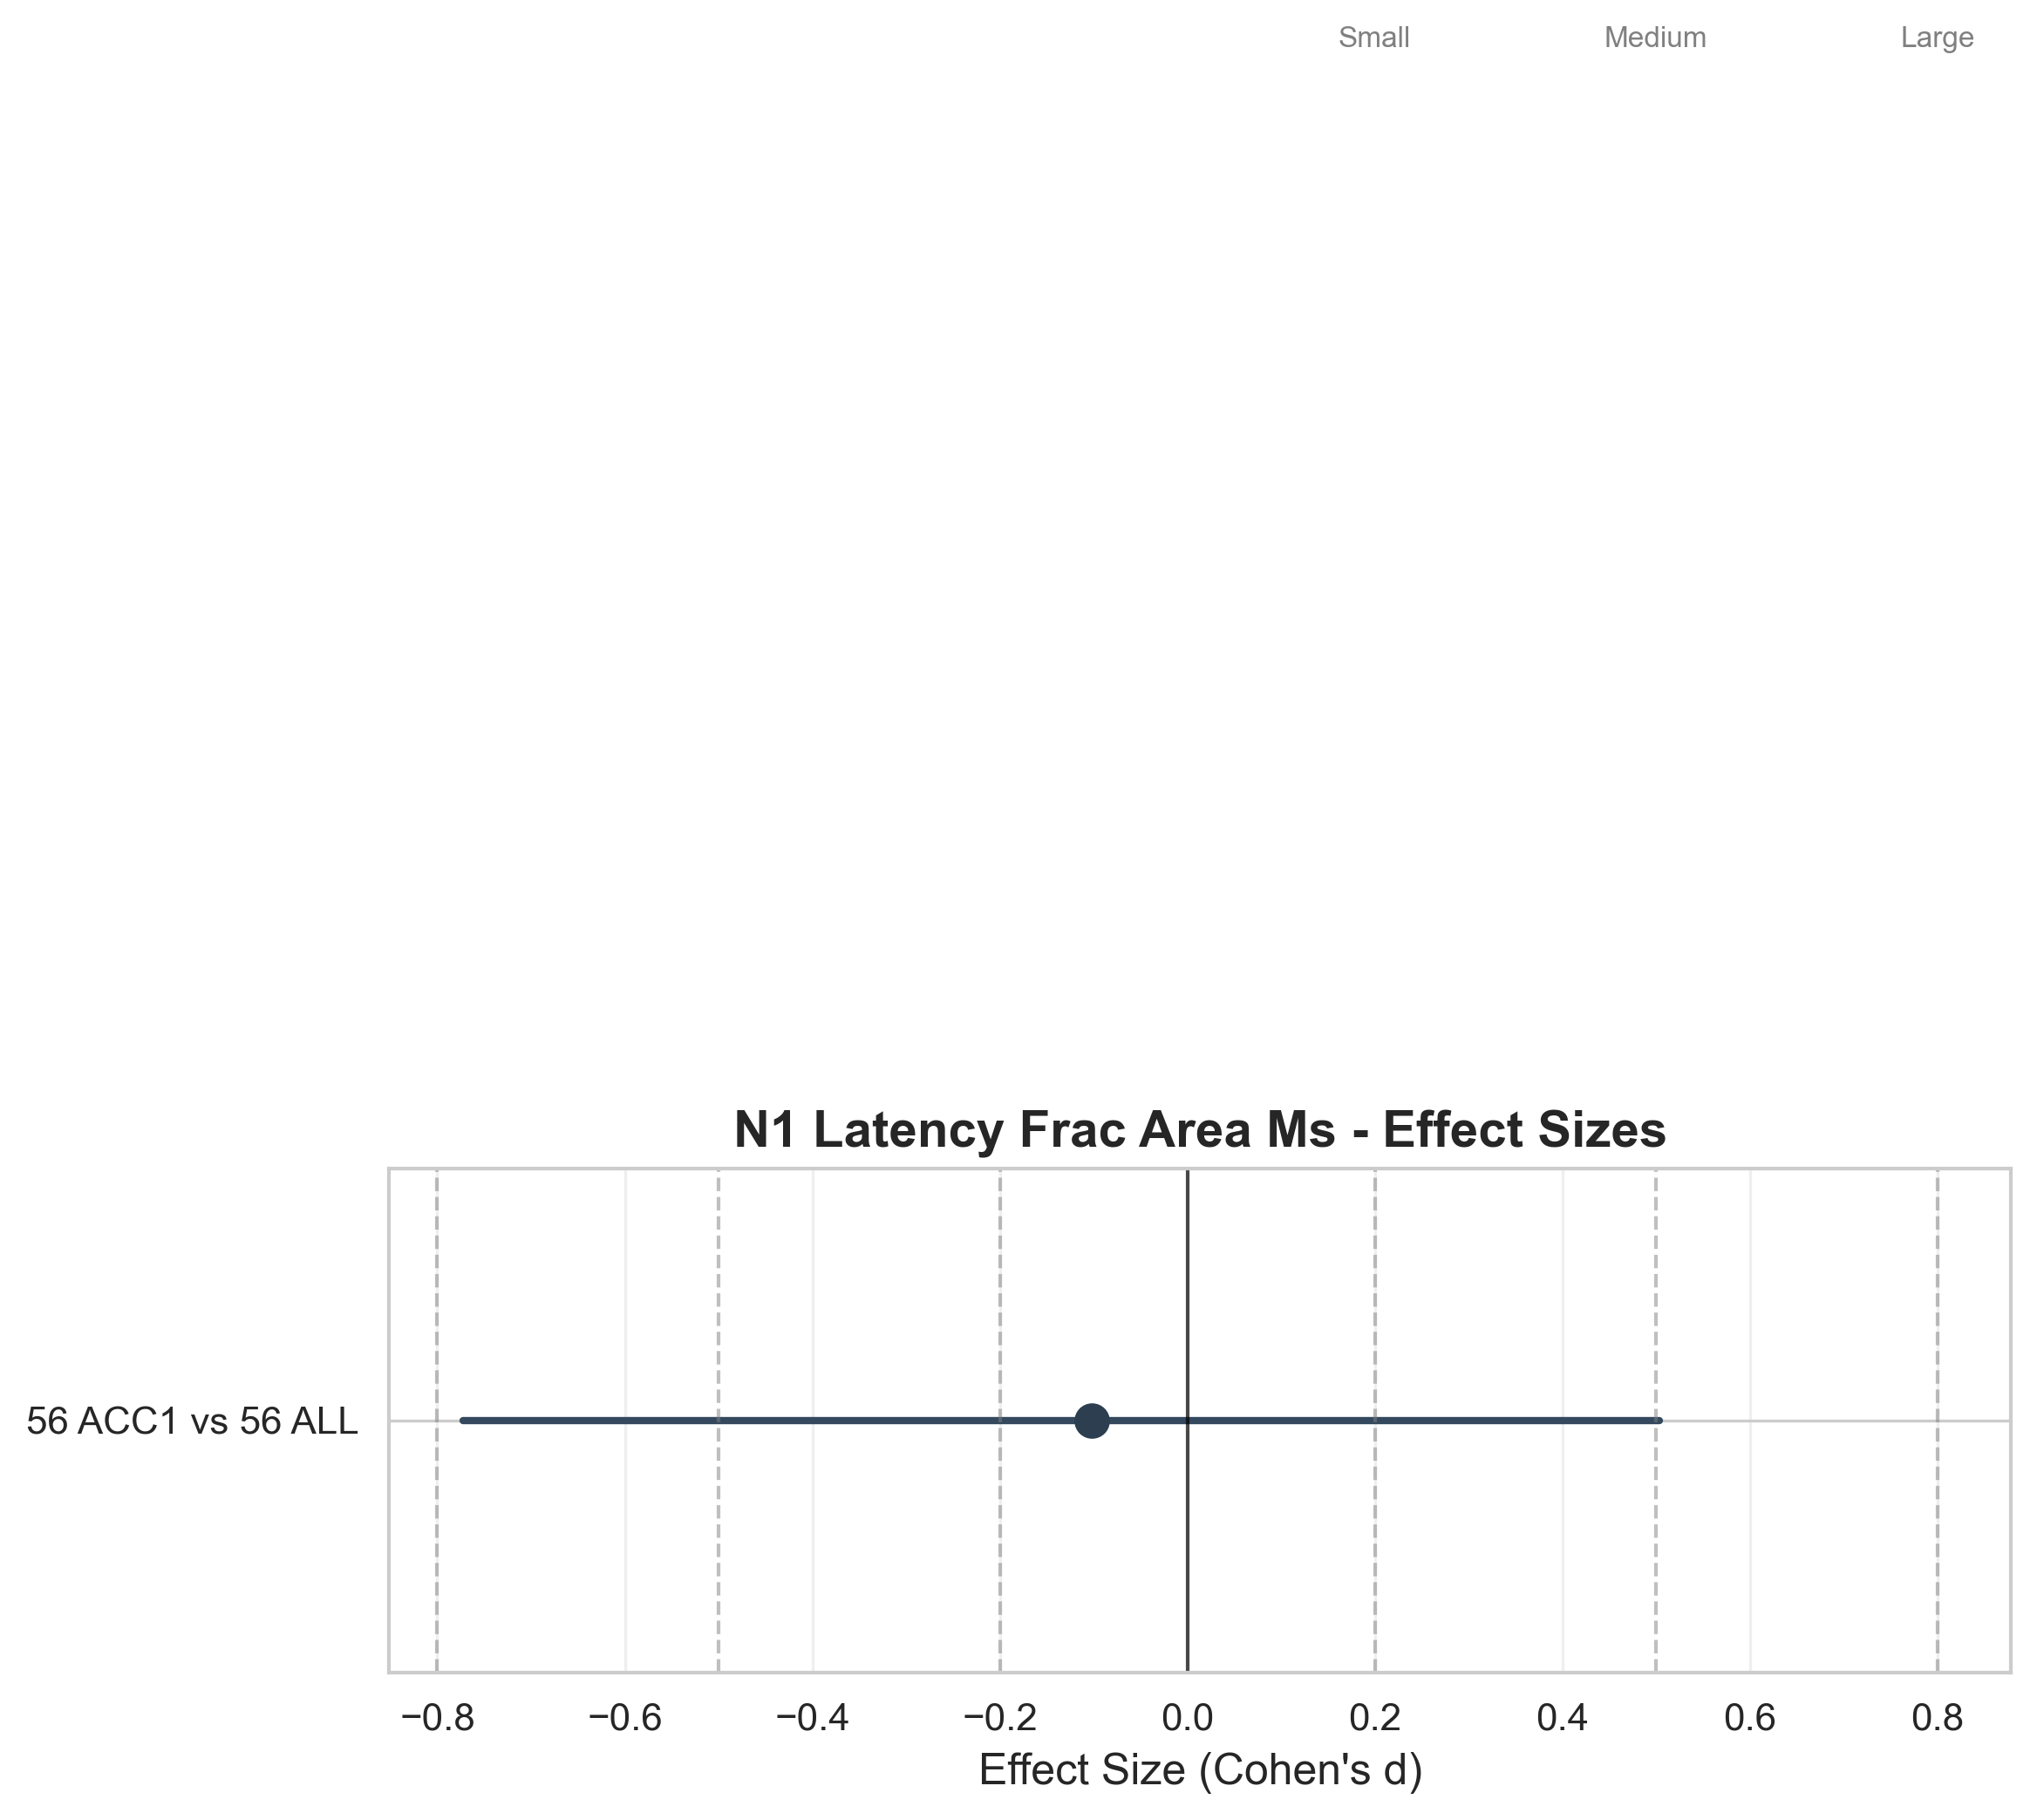 Small Medium Large
N1 Latency Frac Area Ms - Effect Sizes
56 ACC1 vs 56 ALL
−0.8 −0.6 −0.4 −0.2 0.0 0.2 0.4 0.6 0.8
Effect Size (Cohen's d)